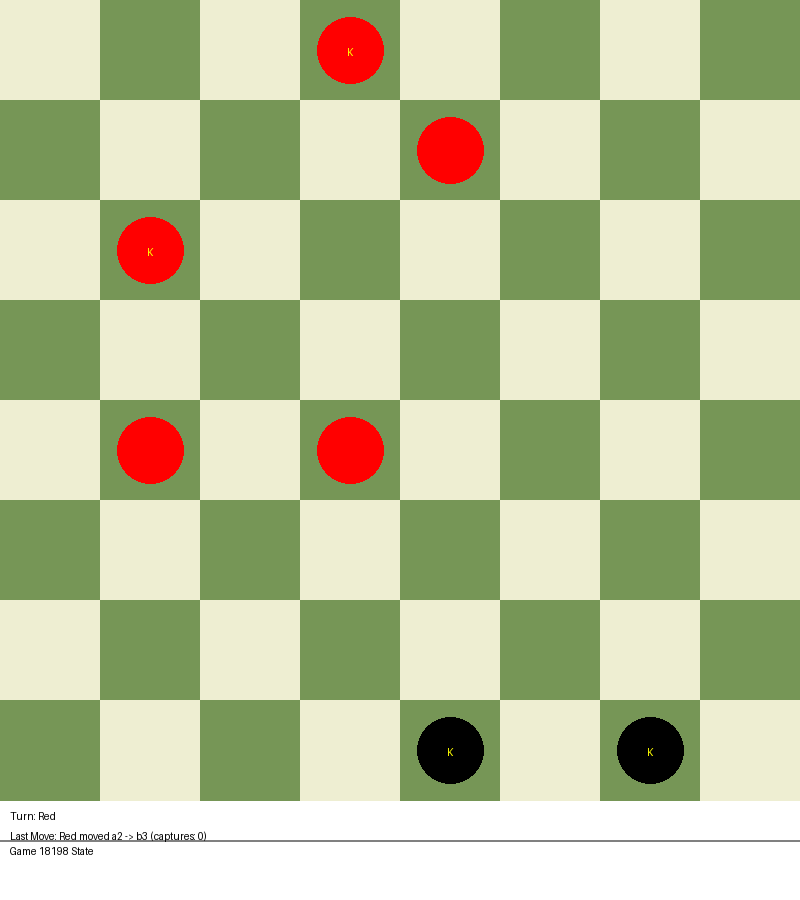 K
K
K K
Turn: Red
Last Move: Red moved a2 -> b3 (captures: 0)
Game 18198 State